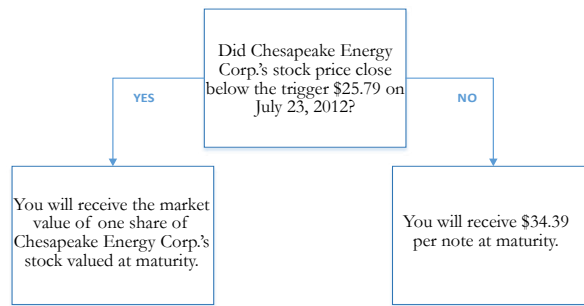 Did Chesapeake Energy
Corp.'s stock price close
below the trigger $25.79 on
July 23, 2012?
YES
NO
You will receive the market
value of one share of
Chesapeake Energy Corp.'s
stock valued at maturity.
You will receive $34.39
per note at maturity.